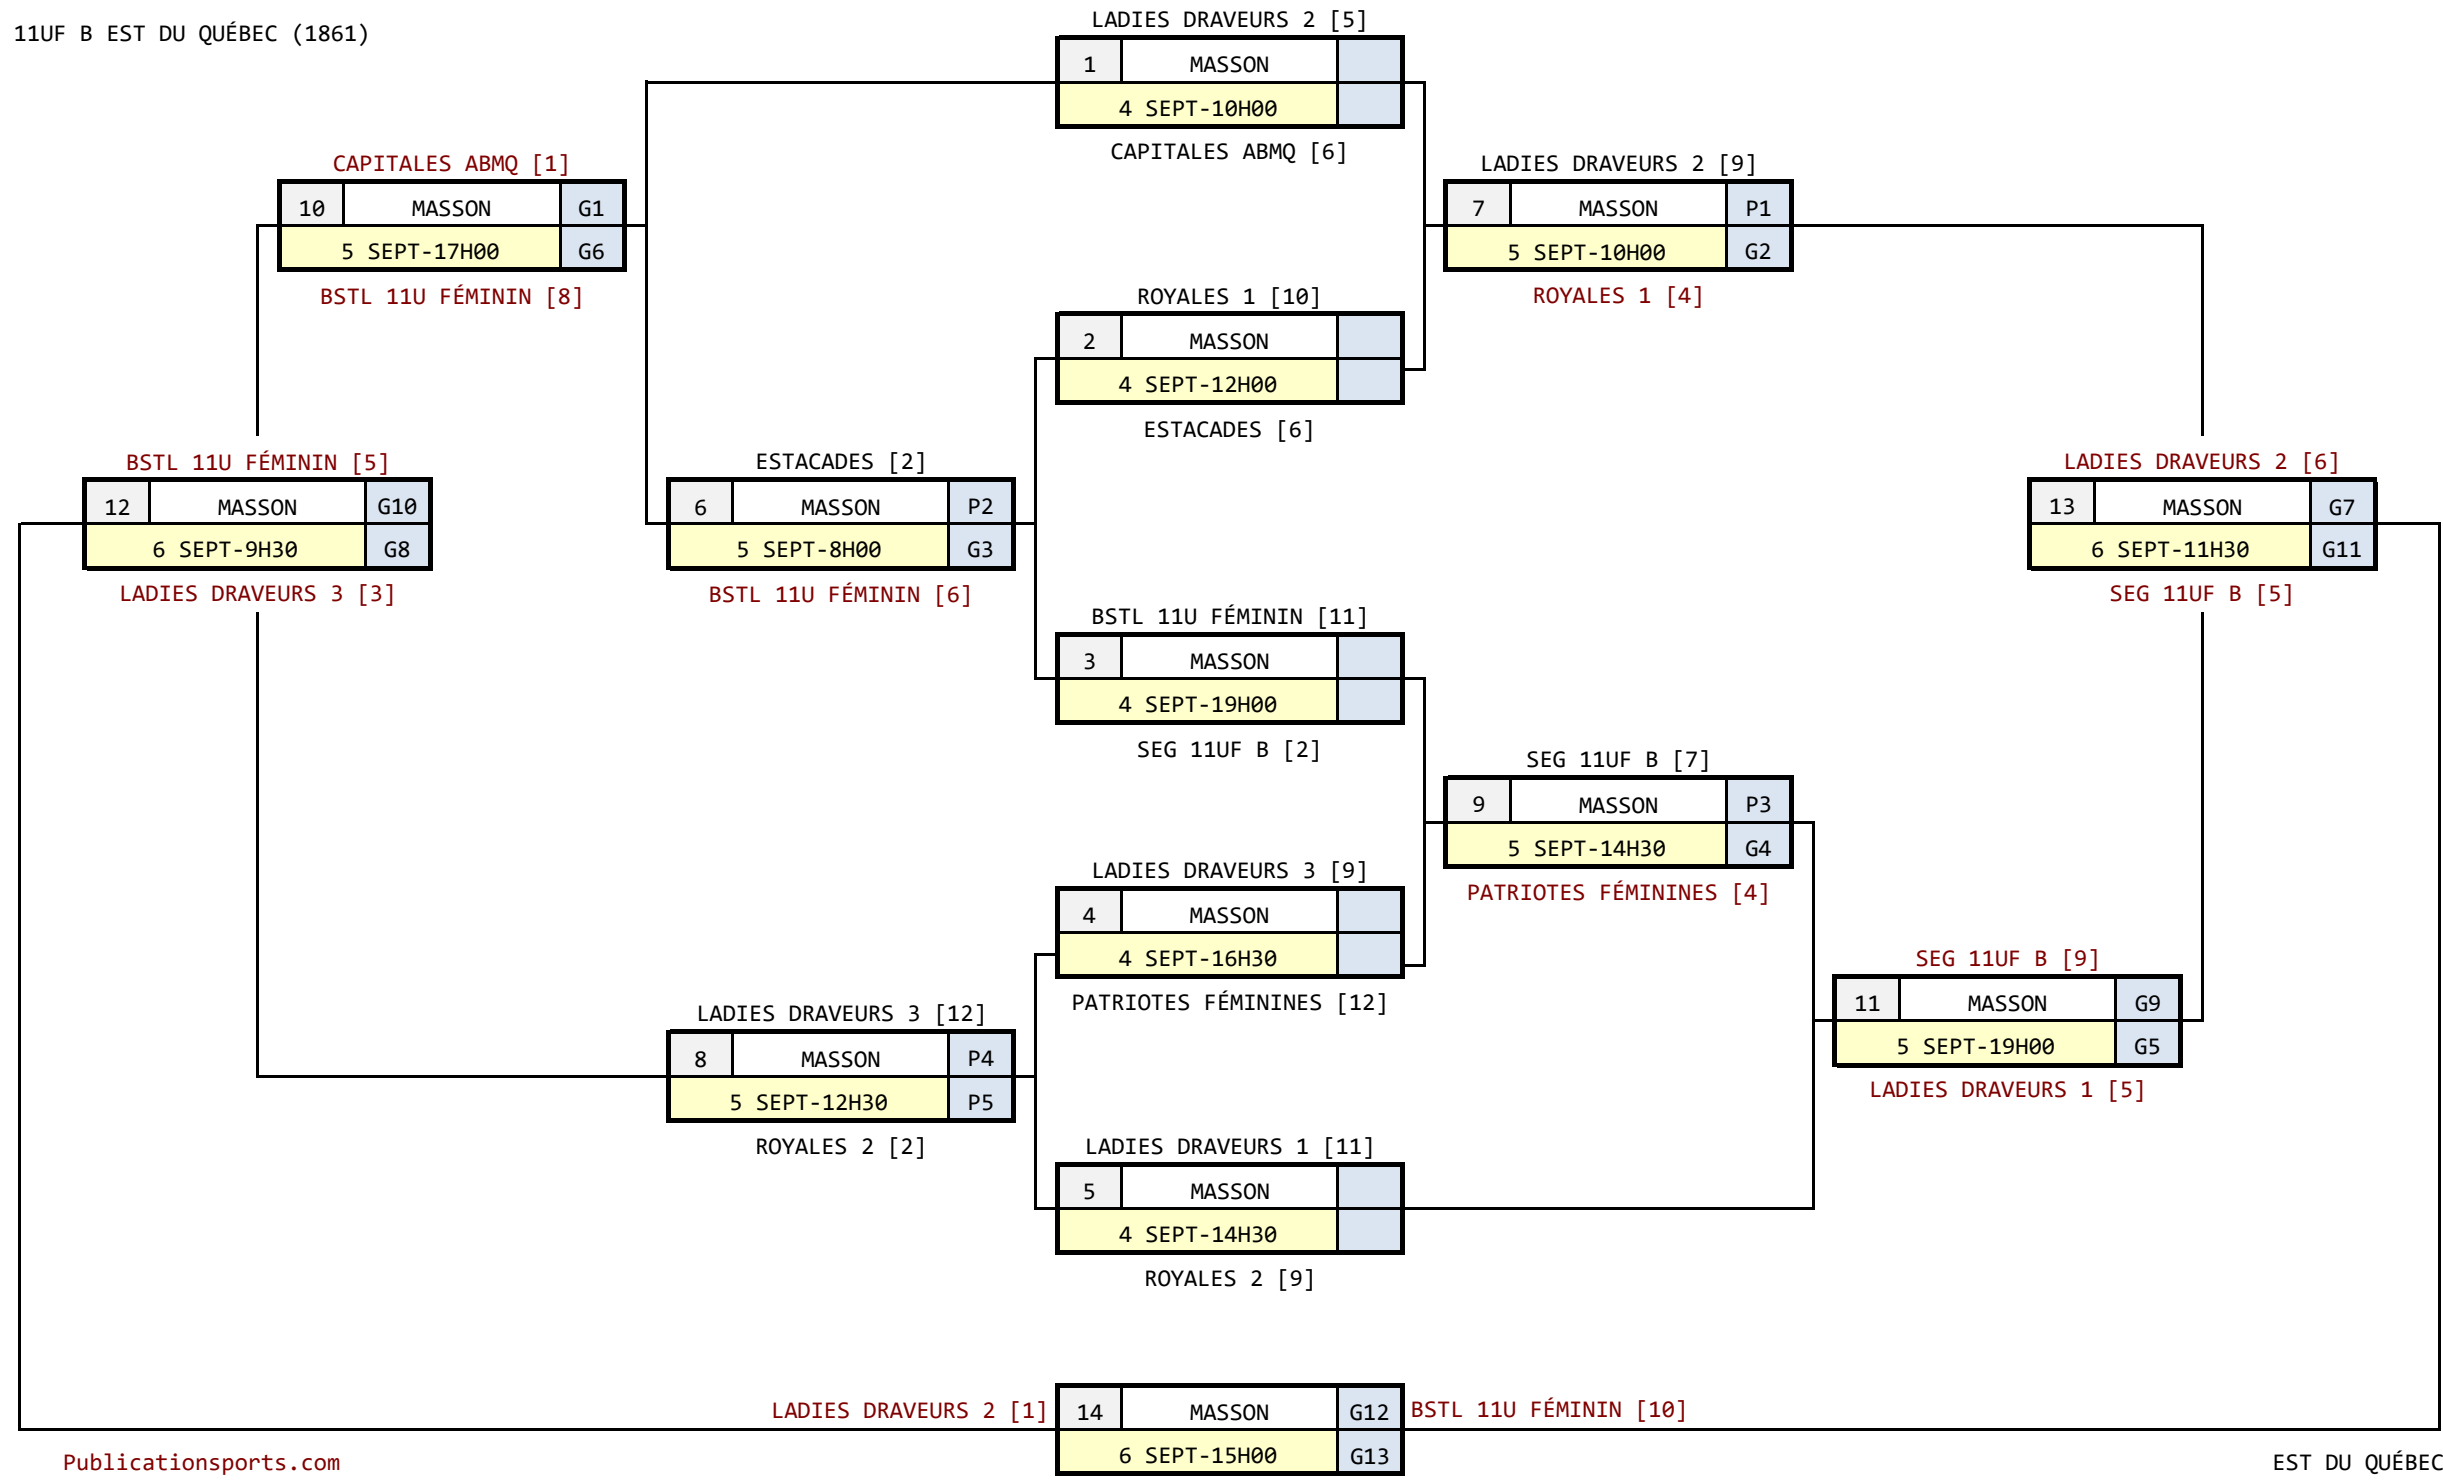 11UF B EST DU QUÉBEC (1861)
LADIES DRAVEURS 2 [5]
1 MASSON
4 SEPT-10H00
CAPITALES ABMQ [6]
CAPITALES ABMQ [1]
10 MASSON G1
5 SEPT-17H00 G6
BSTL 11U FÉMININ [8]
LADIES DRAVEURS 2 [9]
7 MASSON P1
5 SEPT-10H00 G2
ROYALES 1 [4]
ROYALES 1 [10]
2 MASSON
4 SEPT-12H00
ESTACADES [6]
BSTL 11U FÉMININ [5]
12 MASSON G10
6 SEPT-9H30 G8
LADIES DRAVEURS 3 [3]
ESTACADES [2]
6 MASSON P2
5 SEPT-8H00 G3
BSTL 11U FÉMININ [6]
LADIES DRAVEURS 2 [6]
13 MASSON G7
6 SEPT-11H30 G11
SEG 11UF B [5]
BSTL 11U FÉMININ [11]
3 MASSON
4 SEPT-19H00
SEG 11UF B [2]
SEG 11UF B [7]
9 MASSON P3
5 SEPT-14H30 G4
PATRIOTES FÉMININES [4]
LADIES DRAVEURS 3 [9]
4 MASSON
4 SEPT-16H30
PATRIOTES FÉMININES [12]
SEG 11UF B [9]
11 MASSON G9
5 SEPT-19H00 G5
LADIES DRAVEURS 1 [5]
LADIES DRAVEURS 3 [12]
8 MASSON P4
5 SEPT-12H30 P5
ROYALES 2 [2]
LADIES DRAVEURS 1 [11]
5 MASSON
4 SEPT-14H30
ROYALES 2 [9]
LADIES DRAVEURS 2 [1] 14 MASSON G12 BSTL 11U FÉMININ [10]
6 SEPT-15H00 G13
Publicationsports.com
EST DU QUÉBEC